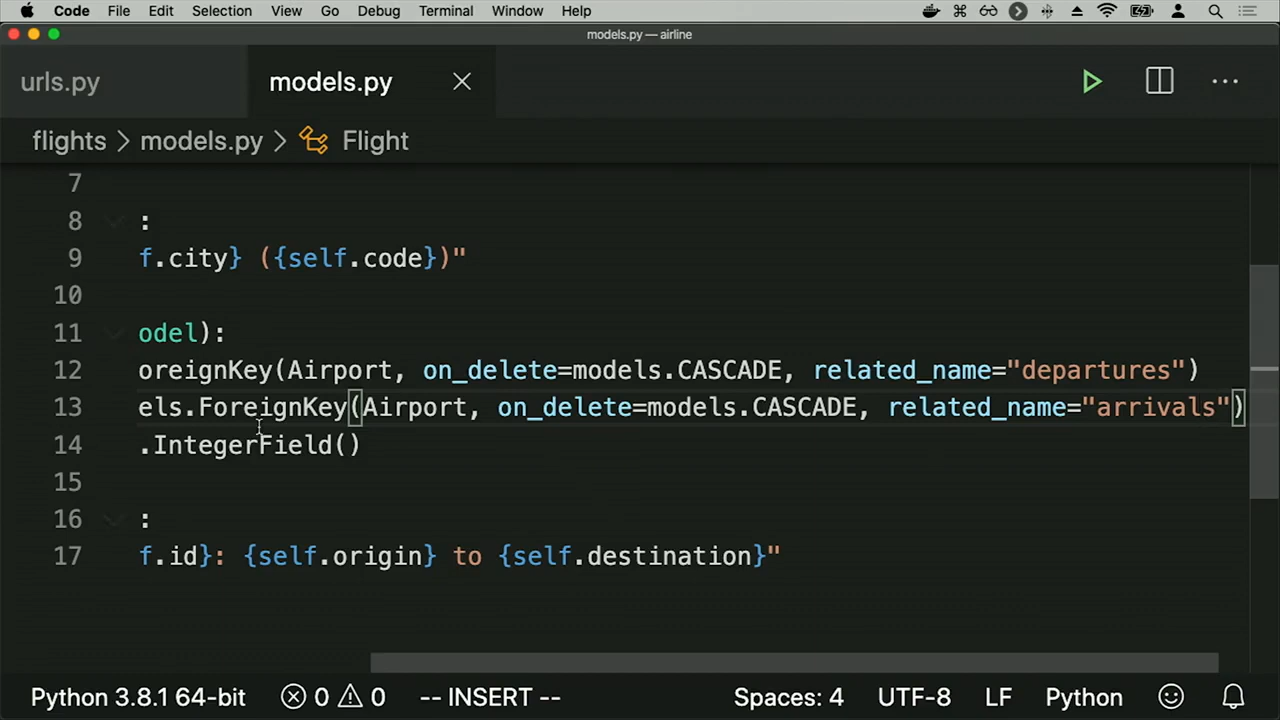 Code File Edit Selection View Go Debug Terminal Window Help
models.py — airline
urls.py models.py
flights > models.py > Flight
7
8 :
9 f.city} ({self.code})"
10
11 odel):
12 oreignKey(Airport, on_delete=models.CASCADE, related_name="departures")
13 els.ForeignKey(Airport, on_delete=models.CASCADE, related_name="arrivals")
14 .IntegerField()
15
16 :
17 f.id}: {self.origin} to {self.destination}"
Python 3.8.1 64-bit 0 0 -- INSERT -- Spaces: 4 UTF-8 LF Python